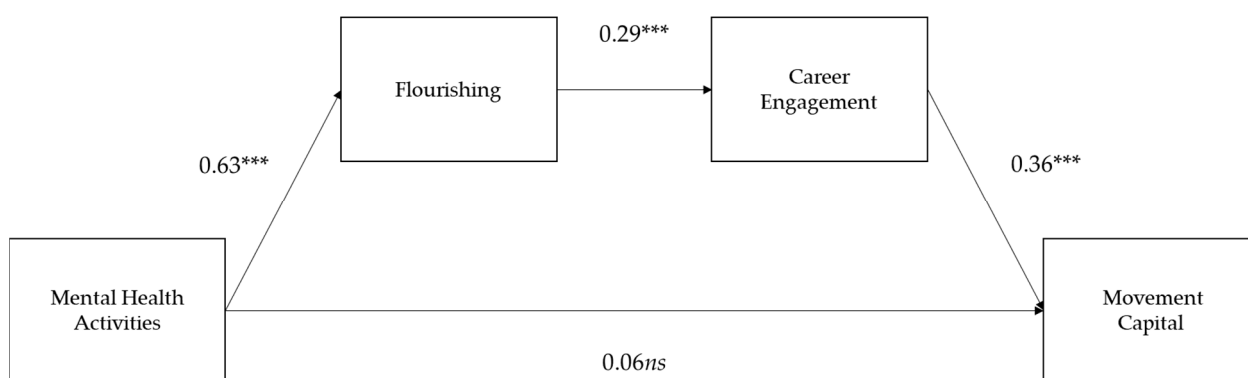 0.29***
Flourishing
Career
Engagement
0.63***
0.36***
Mental Health
Activities
Movement
Capital
0.06ns